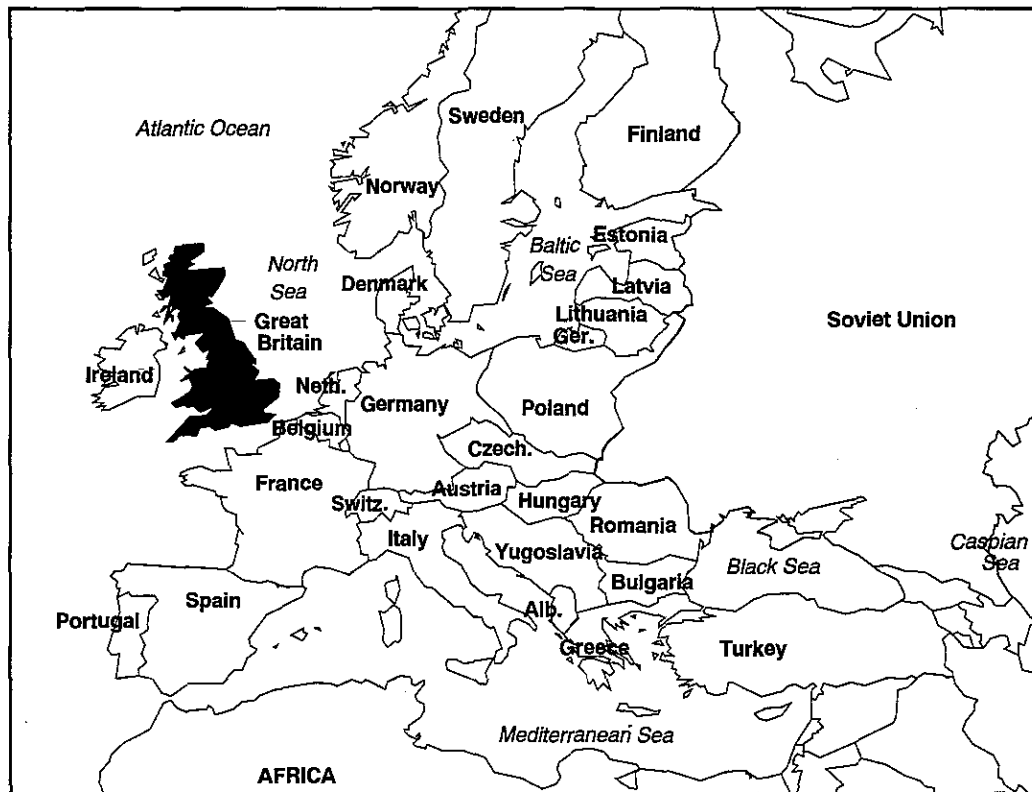 Sweden
Atlantic Ocean
Finland
Norway
Estonia
Baltic
Sea
North
Sea
Denmark
Latvia
Lithuania
Ger.
Great
Britain
Soviet Union
Ireland
Neth.
Germany
Poland
Belgium
Czech.
France
Austria
Switz.
Hungary
Romania
Italy
Yugoslavia
Caspian
Sea
Black Sea
Bulgaria
Spain
Portugal
Alb.
Greece
Turkey
Mediterranean Sea
AFRICA